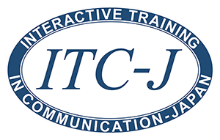 INTERACTIVE TRAINING
ITC-J
IN COMMUNICATION-JAPAN